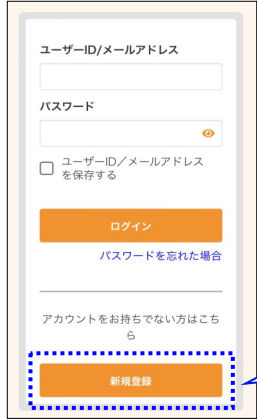 ユーザーID/メールアドレス
パスワード
ユーザーID／メールアドレス
を保存する
ログイン
パスワードを忘れた場合
アカウントをお持ちでない方はこち
ら
新規登録